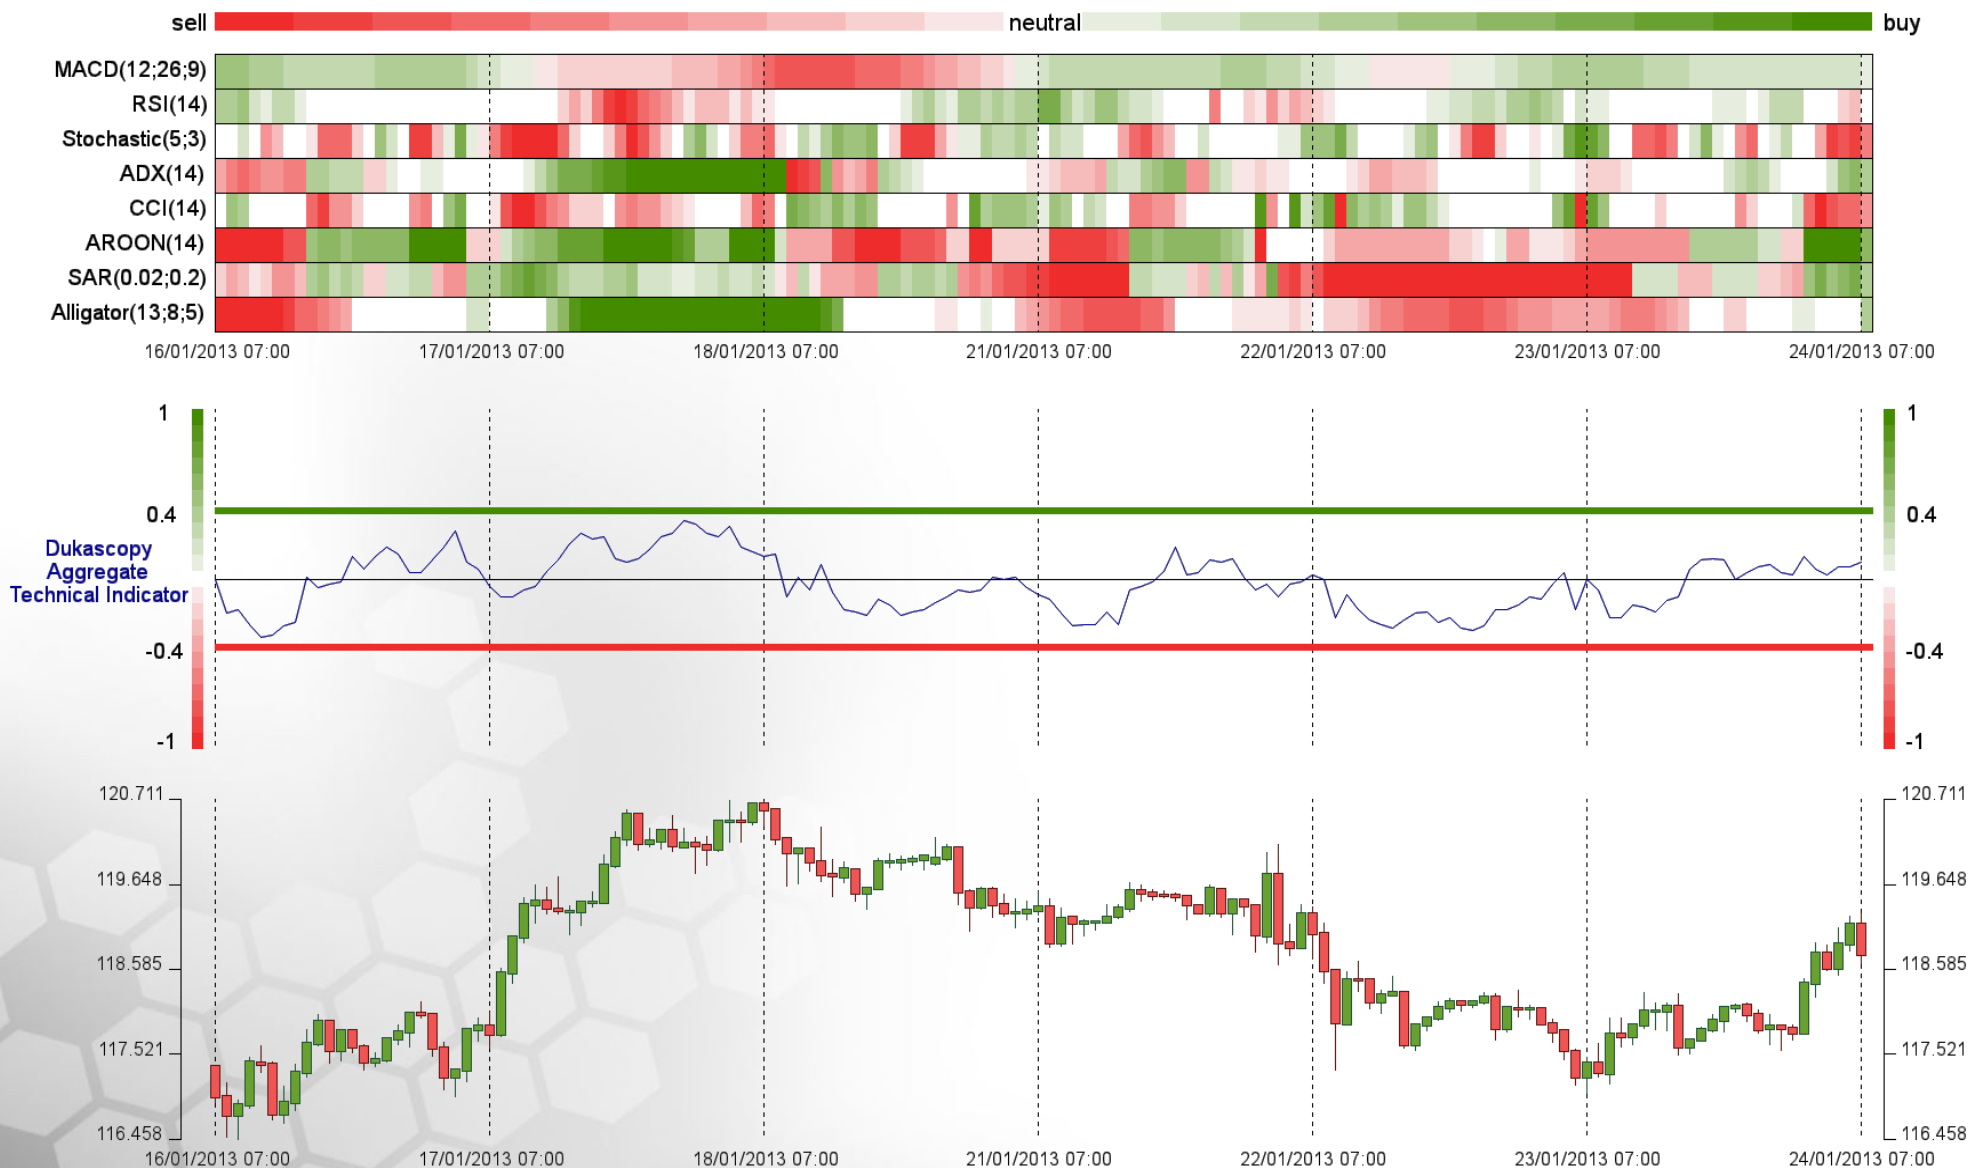 sell neutral buy
MACD(12;26;9)
RSI(14)
Stochastic(5;3)
ADX(14)
CCI(14)
AROON(14)
SAR(0.02;0.2)
Alligator(13;8;5)
16/01/2013 07:00 17/01/2013 07:00 18/01/2013 07:00 21/01/2013 07:00 22/01/2013 07:00 23/01/2013 07:00 24/01/2013 07:00
1 1
0.4 0.4
Dukascopy
Aggregate
Technical Indicator
-0.4 -0.4
-1 -1
120.711 120.711
119.648 119.648
118.585 118.585
117.521 117.521
116.458 116.458
16/01/2013 07:00 17/01/2013 07:00 18/01/2013 07:00 21/01/2013 07:00 22/01/2013 07:00 23/01/2013 07:00 24/01/2013 07:00